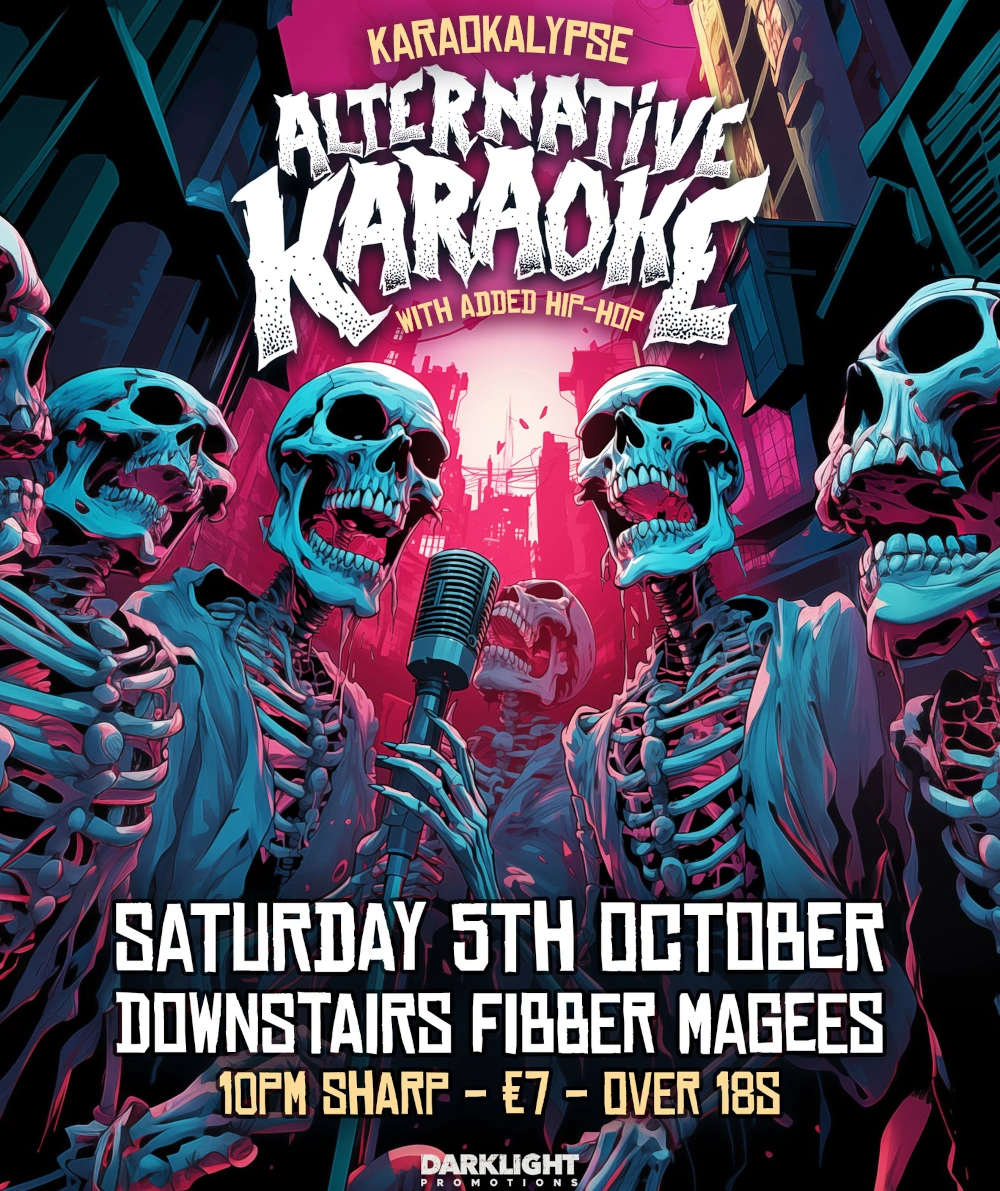 KARAOKALYPSE
ALTERNATIVE
KARAOKE
WITH ADDED HIP-HOP
SATURDAY 5TH OCTOBER
DOWNSTAIRS FIBBER MAGEES
10PM SHARP - €7 - OVER 18S
DARKLIGHT
PROMOTIONS